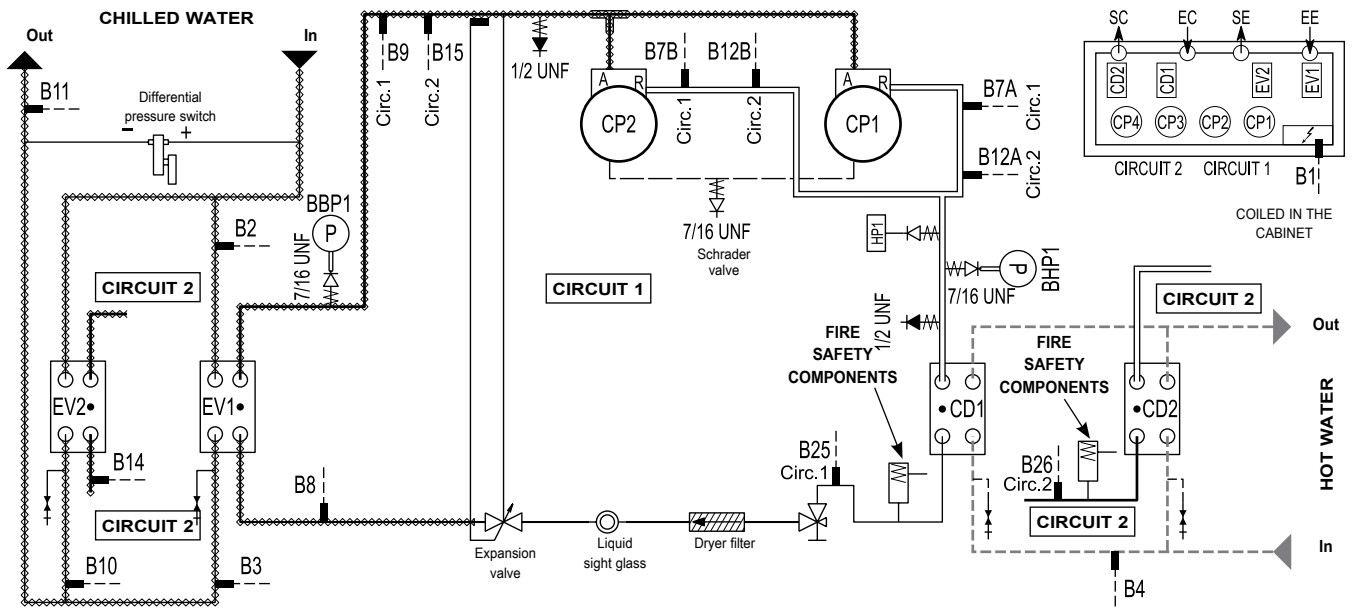 CHILLED WATER
Out
In
B11
Differential
pressure switch
−
+
B9
Circ.1
B15
Circ.2
1/2 UNF
B7B
Circ.1
B12B
Circ.2
A
R
CP2
A
R
CP1
B7A
Circ.1
B12A
Circ.2
SC
EC
SE
EE
CD2
CD1
EV2
EV1
CP4
CP3
CP2
CP1
CIRCUIT 2
CIRCUIT 1
B1
COILED IN THE
CABINET
B2
BBP1
P
7/16 UNF
7/16 UNF
Schrader
valve
HP1
P
BHP1
7/16 UNF
1/2 UNF
CIRCUIT 2
CIRCUIT 1
CIRCUIT 2
Out
FIRE
SAFETY
COMPONENTS
FIRE
SAFETY
COMPONENTS
EV2
EV1
CD1
CD2
HOT WATER
B14
B8
B25
Circ.1
B26
Circ.2
CIRCUIT 2
CIRCUIT 2
Expansion
valve
Liquid
sight glass
Dryer filter
In
B10
B3
B4